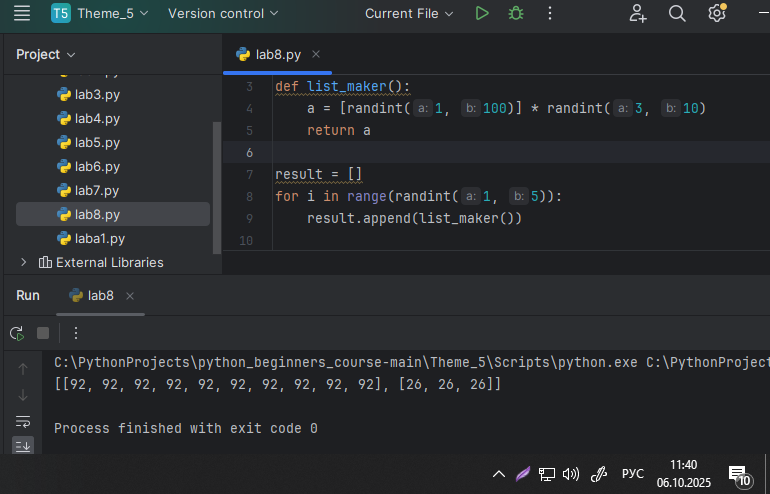 T5 Theme_5 Version control Current File
Project
lab8.py
lab3.py
lab4.py
lab5.py
lab6.py
lab7.py
lab8.py
laba1.py
External Libraries
3 def list_maker():
4 a = [randint( a: 1, b: 100)] * randint( a: 3, b: 10)
5 return a
6
7 result = []
8 for i in range(randint( a: 1, b: 5)):
9 result.append(list_maker())
10
Run lab8
C:\PythonProjects\python_beginners_course-main\Theme_5\Scripts\python.exe C:\PythonProject
[[92, 92, 92, 92, 92, 92, 92, 92, 92, 92], [26, 26, 26]]
Process finished with exit code 0
РУС
11:40
06.10.2025
10